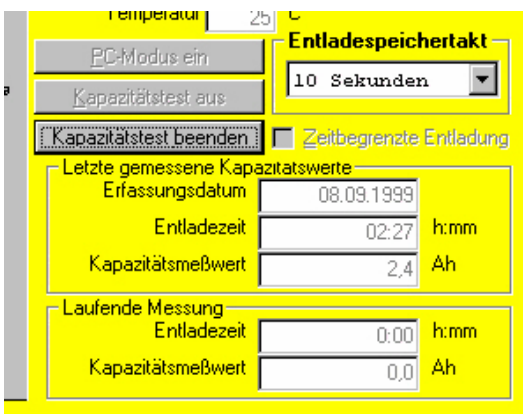 Temperatur 25 C
PC-Modus ein
Kapazitätstest aus
Kapazitätstest beenden
Entladespeichertakt
10 Sekunden
Zeitbegrenzte Entladung
Letzte gemessene Kapazitätswerte
Erfassungsdatum 08.09.1999
Entladezeit 02:27 h:mm
Kapazitätsmeßwert 2,4 Ah
Laufende Messung
Entladezeit 0:00 h:mm
Kapazitätsmeßwert 0,0 Ah